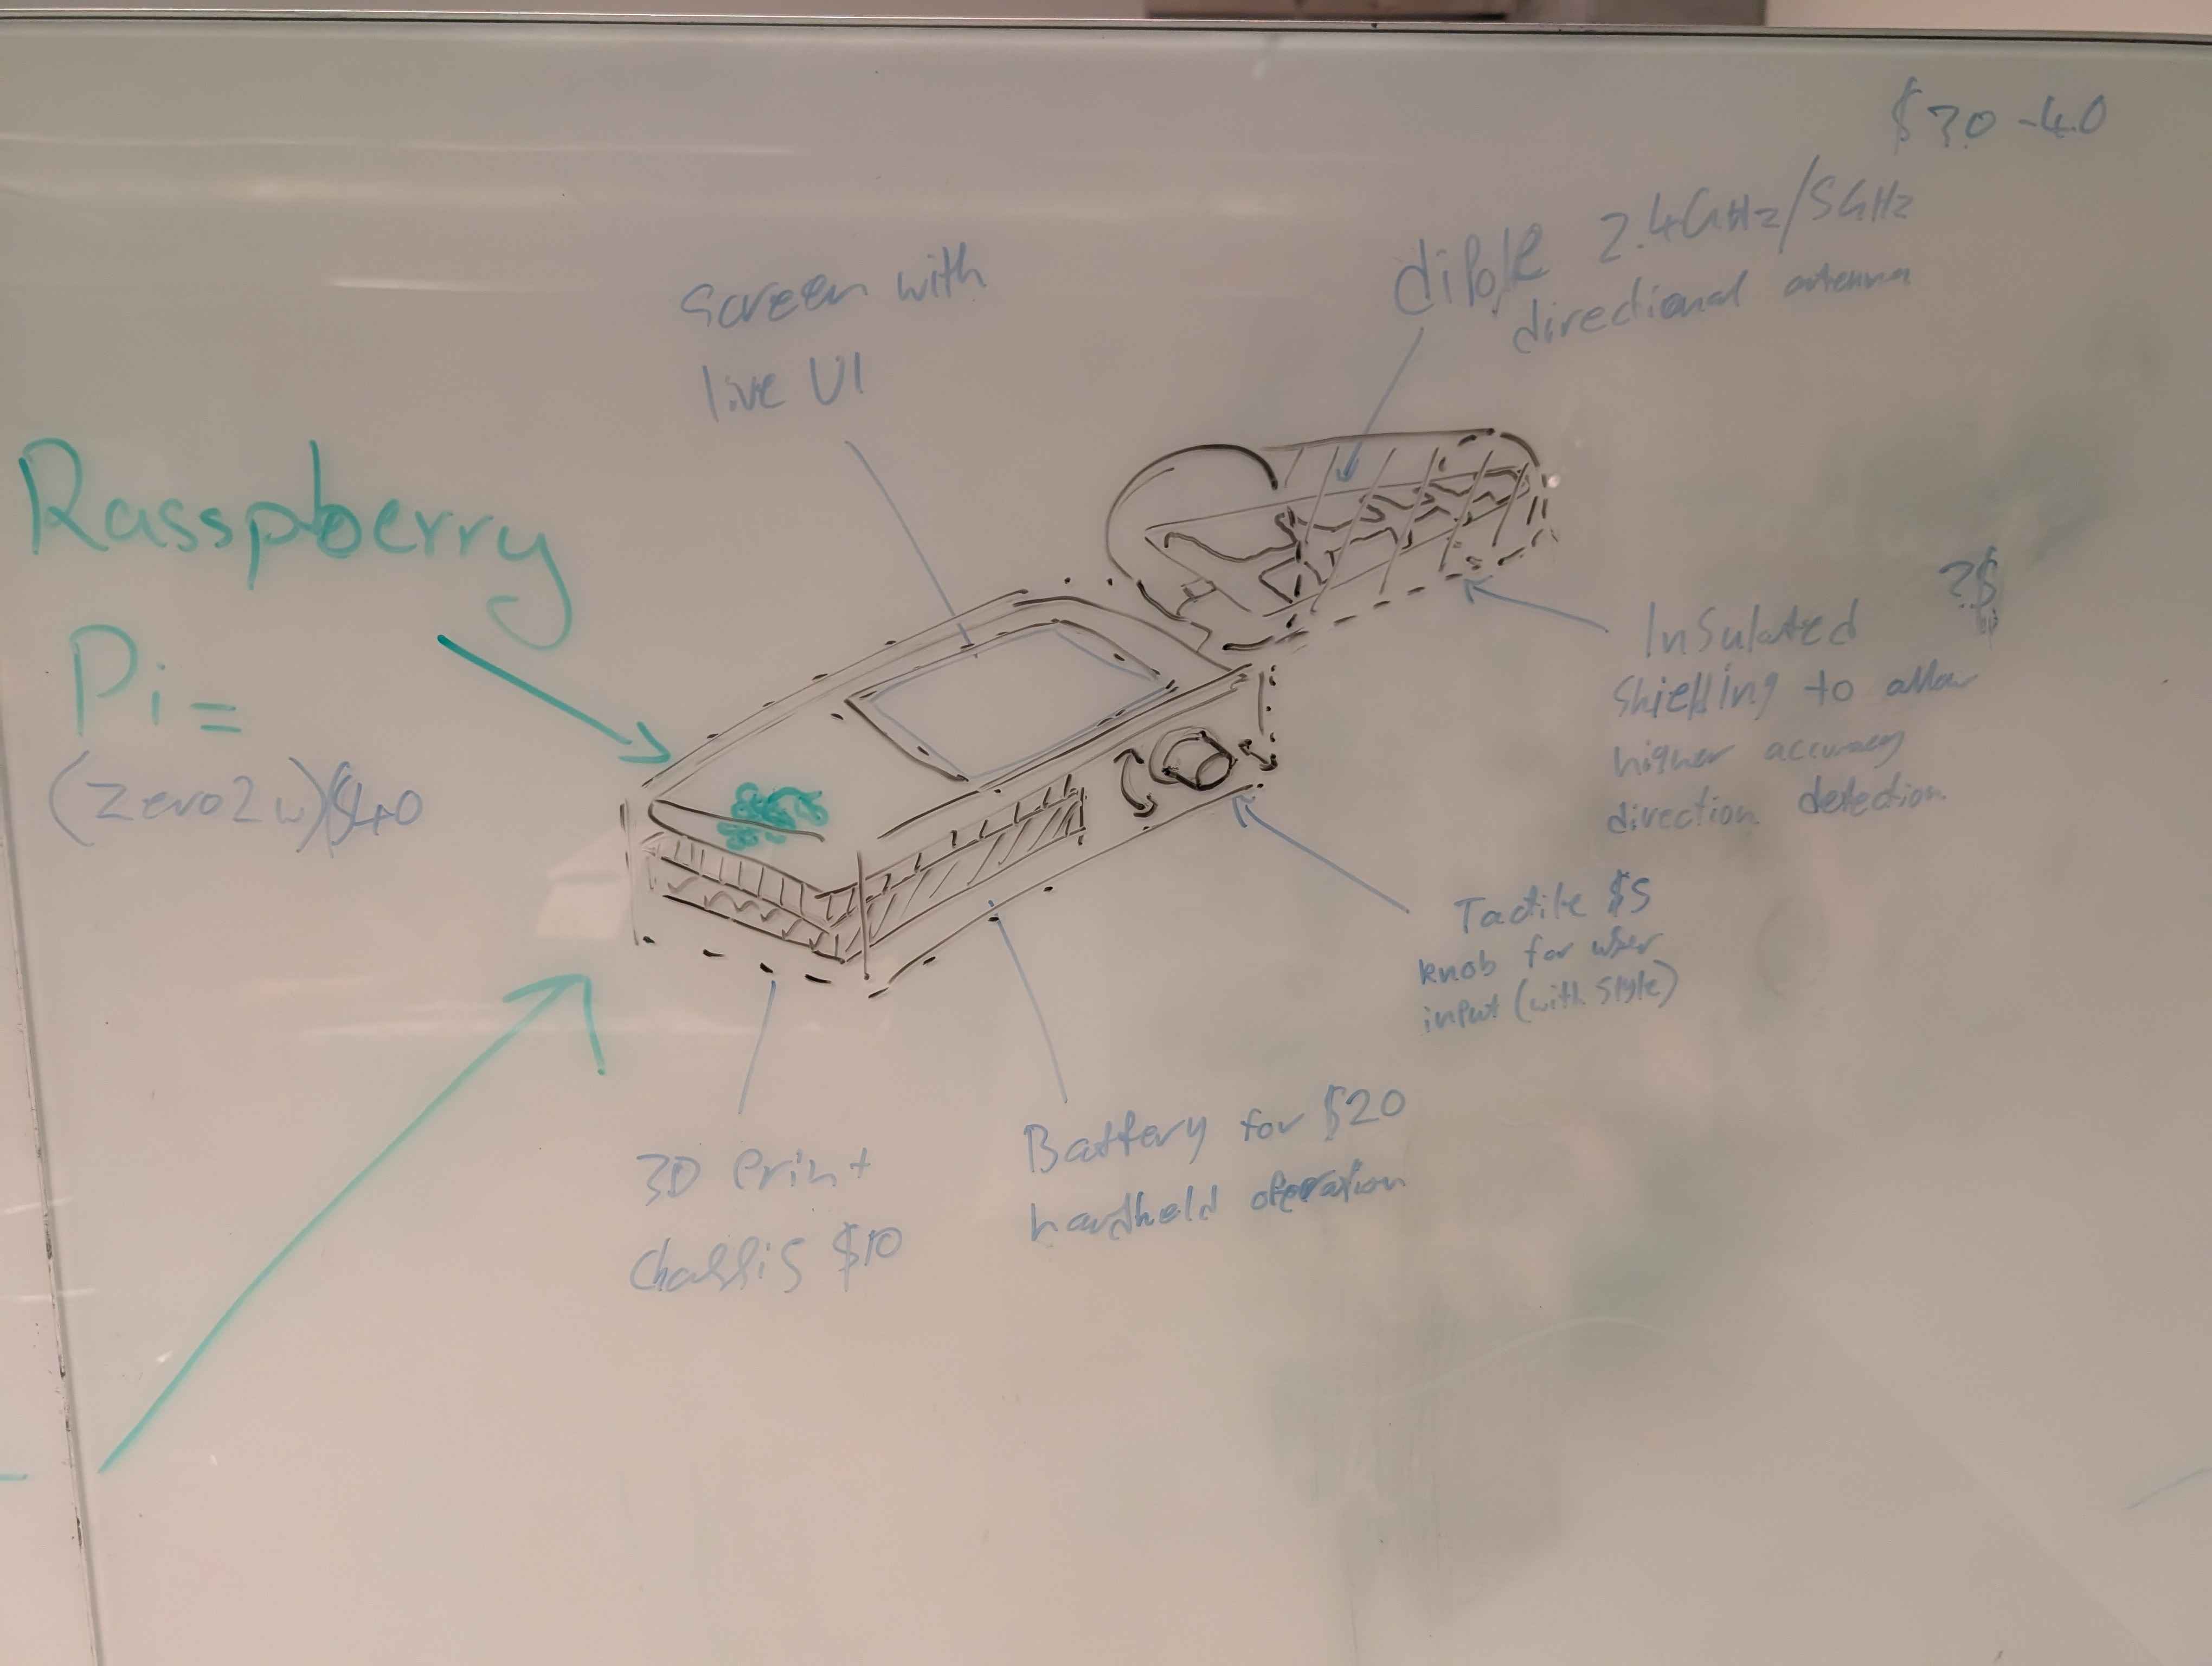 $30-40
dipole 2.4GHz/5GHz
directional antenna
screen with
live UI
Rasspberry
Pi=
(Zero2w)$40
?$
Insulated
shielding to allow
higher accuracy
direction detection
Tactile $5
knob for user
input (with style)
Battery for $20
handheld operation
3D Print
chassis $10